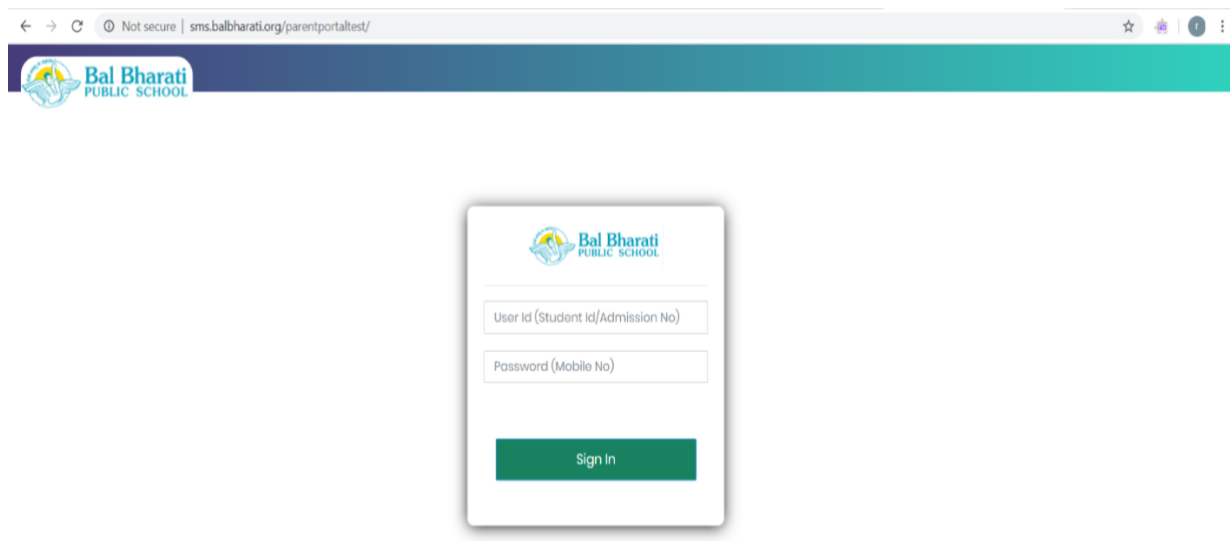 Not secure | sms.balbharati.org/parentportaltest/
r
Bal Bharati
PUBLIC SCHOOL
Bal Bharati
PUBLIC SCHOOL
User Id (Student Id/Admission No)
Password (Mobile No)
Sign In